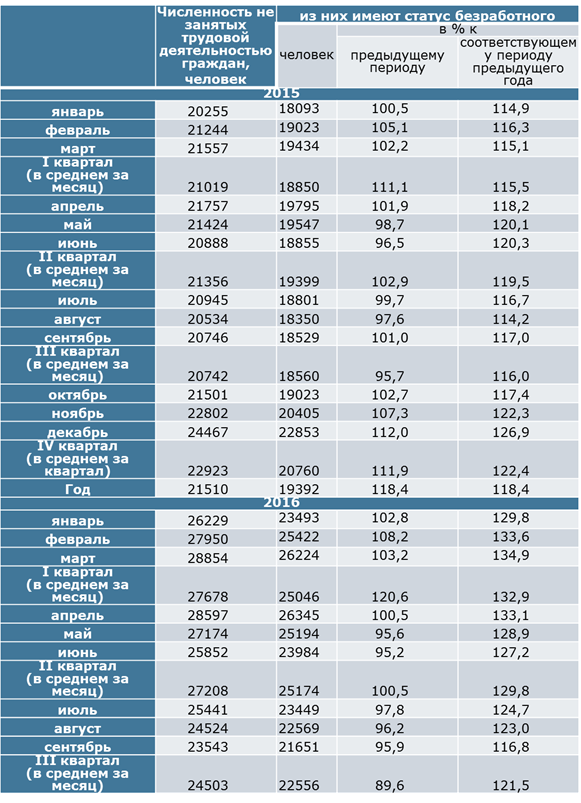 Численность не занятых трудовой деятельностью граждан, человек
из них имеют статус безработного
человек
в % к
предыдущему периоду
соответствующему периоду предыдущего года
2015
январь 20255 18093 100,5 114,9
февраль 21244 19023 105,1 116,3
март 21557 19434 102,2 115,1
I квартал
(в среднем за
месяц) 21019 18850 111,1 115,5
апрель 21757 19795 101,9 118,2
май 21424 19547 98,7 120,1
июнь 20888 18855 96,5 120,3
II квартал
(в среднем за
месяц) 21356 19399 102,9 119,5
июль 20945 18801 99,7 116,7
август 20534 18350 97,6 114,2
сентябрь 20746 18529 101,0 117,0
III квартал
(в среднем за
месяц) 20742 18560 95,7 116,0
октябрь 21501 19023 102,7 117,4
ноябрь 22802 20405 107,3 122,3
декабрь 24467 22853 112,0 126,9
IV квартал
(в среднем за
квартал) 22923 20760 111,9 122,4
Год 21510 19392 118,4 118,4
2016
январь 26229 23493 102,8 129,8
февраль 27950 25422 108,2 133,6
март 28854 26224 103,2 134,9
I квартал
(в среднем за
месяц) 27678 25046 120,6 132,9
апрель 28597 26345 100,5 133,1
май 27174 25194 95,6 128,9
июнь 25852 23984 95,2 127,2
II квартал
(в среднем за
месяц) 27208 25174 100,5 129,8
июль 25441 23449 97,8 124,7
август 24524 22569 96,2 123,0
сентябрь 23543 21651 95,9 116,8
III квартал
(в среднем за
месяц) 24503 22556 89,6 121,5